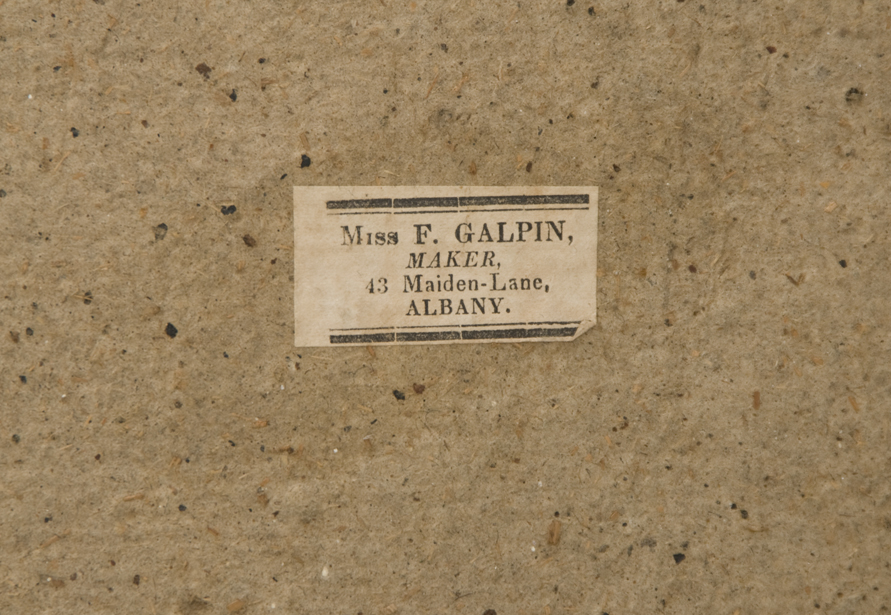 Miss F. GALPIN,
MAKER,
43 Maiden-Lane,
ALBANY.